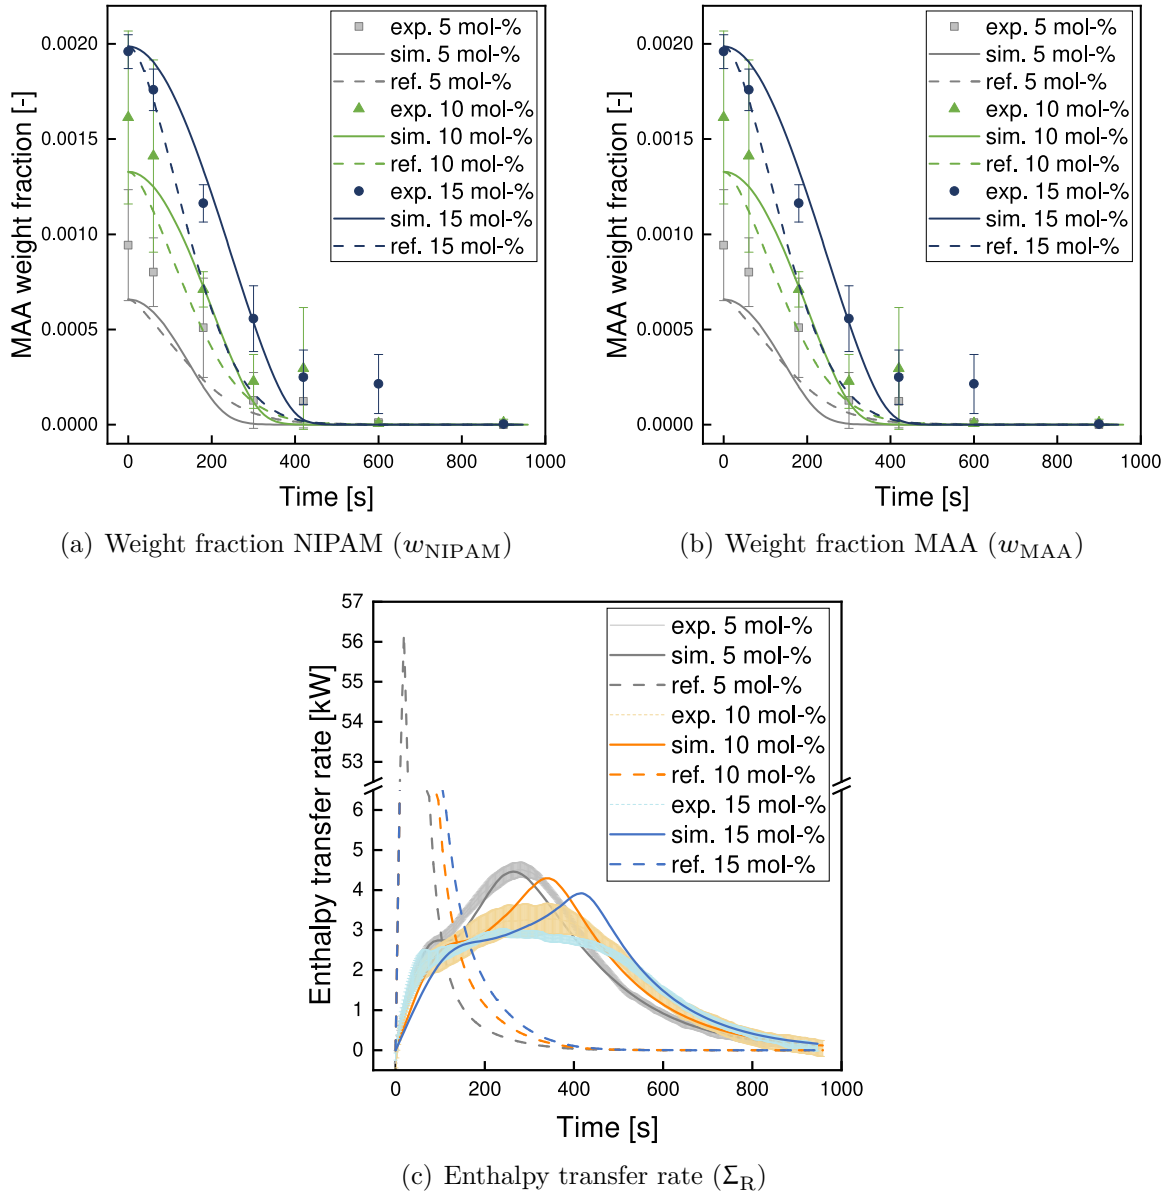 MAA weight fraction [-]
0.0020
0.0015
0.0010
0.0005
0.0000
exp. 5 mol-%
sim. 5 mol-%
ref. 5 mol-%
exp. 10 mol-%
sim. 10 mol-%
ref. 10 mol-%
exp. 15 mol-%
sim. 15 mol-%
ref. 15 mol-%
0 200 400 600 800 1000
Time [s]
(a) Weight fraction NIPAM (w_NIPAM)
MAA weight fraction [-]
0.0020
0.0015
0.0010
0.0005
0.0000
exp. 5 mol-%
sim. 5 mol-%
ref. 5 mol-%
exp. 10 mol-%
sim. 10 mol-%
ref. 10 mol-%
exp. 15 mol-%
sim. 15 mol-%
ref. 15 mol-%
0 200 400 600 800 1000
Time [s]
(b) Weight fraction MAA (w_MAA)
Enthalpy transfer rate [kW]
57
56
55
54
53
6
5
4
3
2
1
0
exp. 5 mol-%
sim. 5 mol-%
ref. 5 mol-%
exp. 10 mol-%
sim. 10 mol-%
ref. 10 mol-%
exp. 15 mol-%
sim. 15 mol-%
ref. 15 mol-%
0 200 400 600 800 1000
Time [s]
(c) Enthalpy transfer rate (Σ_R)